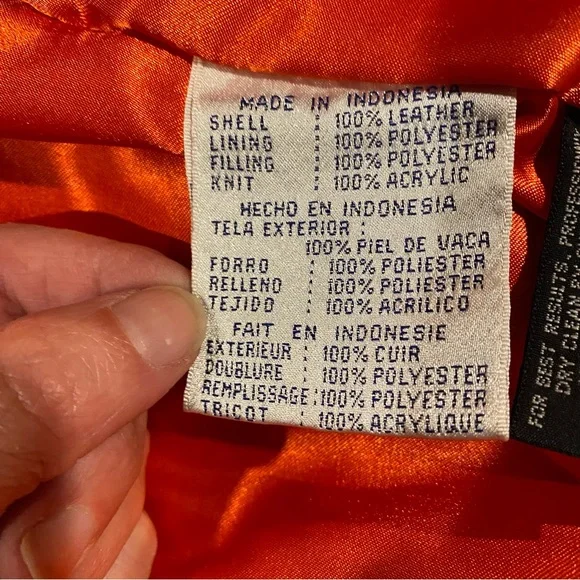 MADE IN INDONESIA
SHELL : 100% LEATHER
LINING : 100% POLYESTER
FILLING : 100% POLYESTER
KNIT : 100% ACRYLIC
HECHO EN INDONESIA
TELA EXTERIOR :
100% PIEL DE VACA
FORRO : 100% POLIESTER
RELLENO : 100% POLIESTER
TEJIDO : 100% ACRILICO
FAIT EN INDONESIE
EXTERIEUR : 100% CUIR
DOUBLURE : 100% POLYESTER
REMPLISSAGE:100% POLYESTER
TRICOT : 100% ACRYLIQUE
FOR BEST RESULTS, PROFESSION
DRY CLEAN